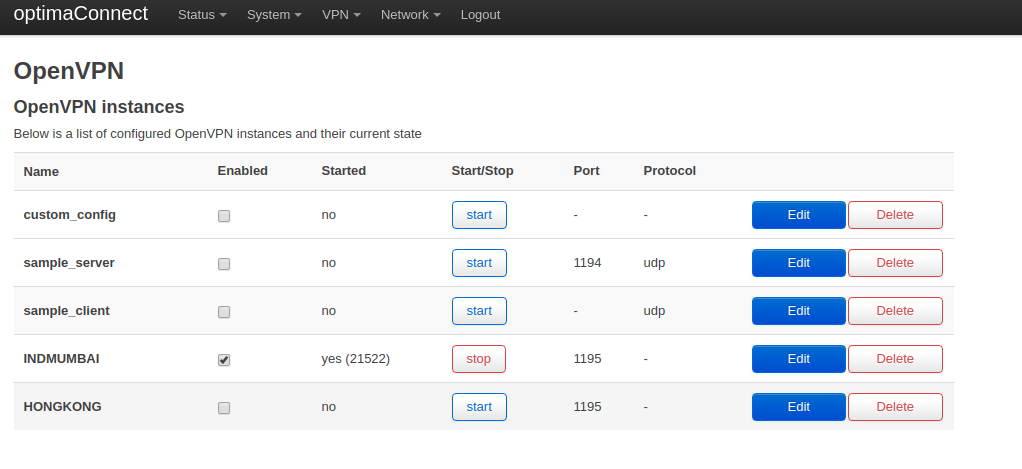 optimaConnect Status System VPN Network Logout
OpenVPN
OpenVPN instances
Below is a list of configured OpenVPN instances and their current state
Name Enabled Started Start/Stop Port Protocol
custom_config no start - - Edit Delete
sample_server no start 1194 udp Edit Delete
sample_client no start - udp Edit Delete
INDMUMBAI yes (21522) stop 1195 - Edit Delete
HONGKONG no start 1195 - Edit Delete